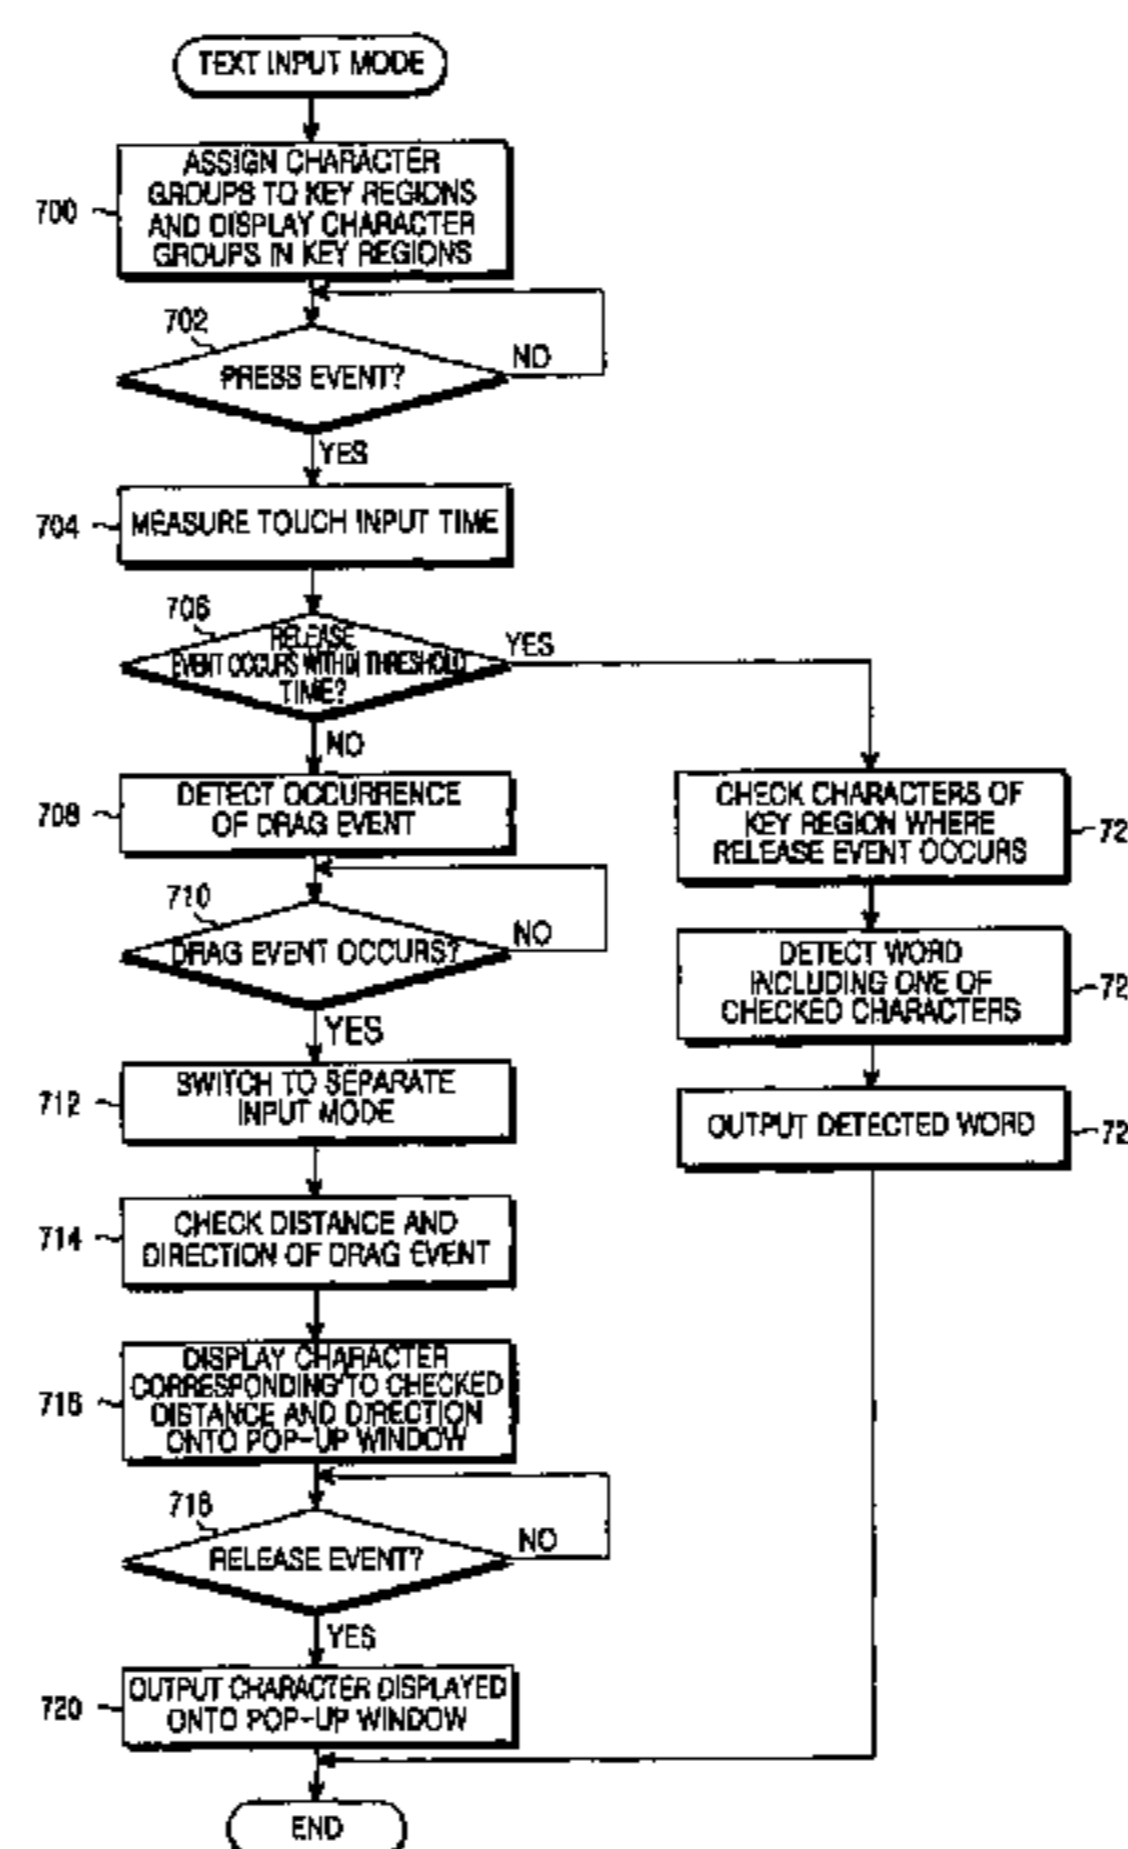 TEXT INPUT MODE
ASSIGN CHARACTER
GROUPS TO KEY REGIONS
AND DISPLAY CHARACTER
GROUPS IN KEY REGIONS
700
702
PRESS EVENT?
NO
YES
704
MEASURE TOUCH INPUT TIME
706
RELEASE
EVENT OCCURS WITHIN THRESHOLD
TIME?
YES
NO
708
DETECT OCCURRENCE
OF DRAG EVENT
710
DRAG EVENT OCCURS?
NO
YES
712
SWITCH TO SEPARATE
INPUT MODE
714
CHECK DISTANCE AND
DIRECTION OF DRAG EVENT
716
DISPLAY CHARACTER
CORRESPONDING TO CHECKED
DISTANCE AND DIRECTION
ONTO POP-UP WINDOW
718
RELEASE EVENT?
NO
YES
720
OUTPUT CHARACTER DISPLAYED
ONTO POP-UP WINDOW
END
CHECK CHARACTERS OF
KEY REGION WHERE
RELEASE EVENT OCCURS
72
DETECT WORD
INCLUDING ONE OF
CHECKED CHARACTERS
72
OUTPUT DETECTED WORD
72